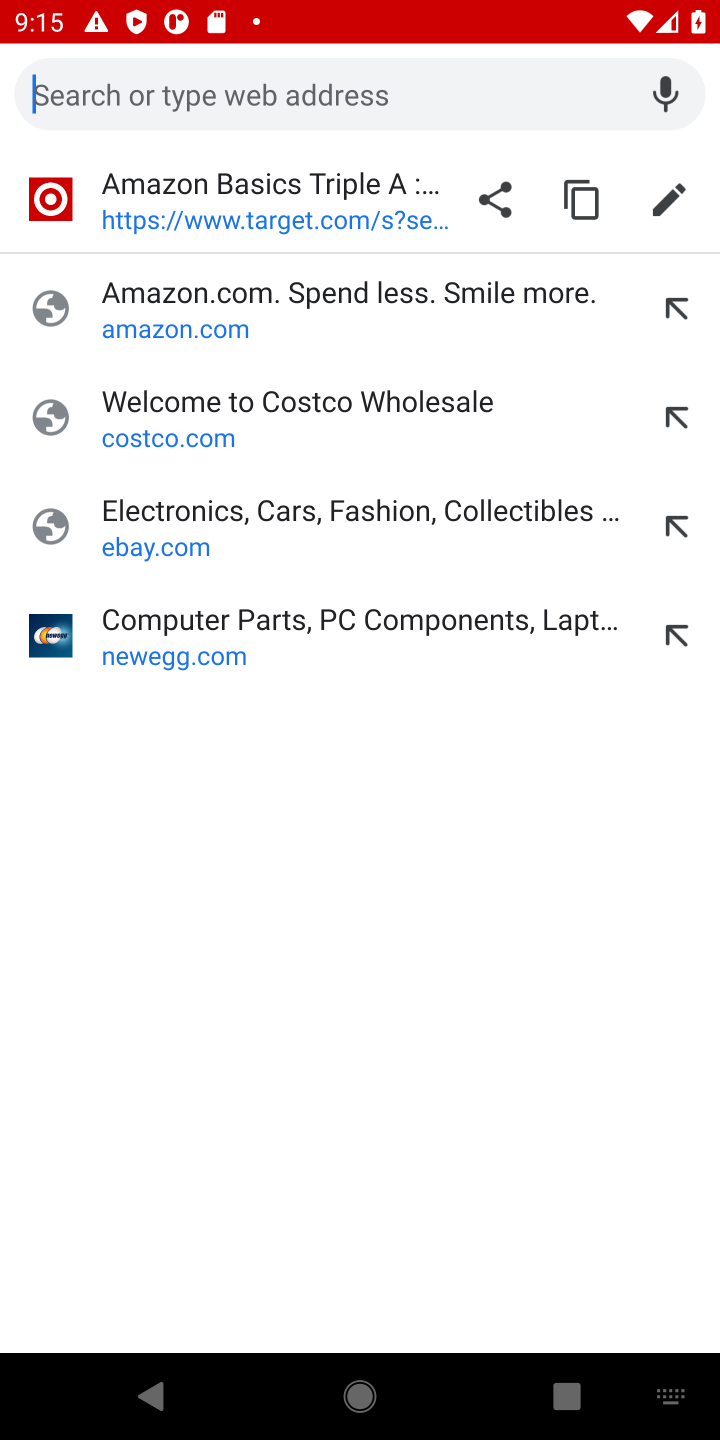 9:15
Search or type web address
Amazon Basics Triple A :...
https://www.target.com/s?se...
Amazon.com. Spend less. Smile more.
amazon.com
Welcome to Costco Wholesale
costco.com
Electronics, Cars, Fashion, Collectibles ...
ebay.com
newegg
Computer Parts, PC Components, Lapt...
newegg.com